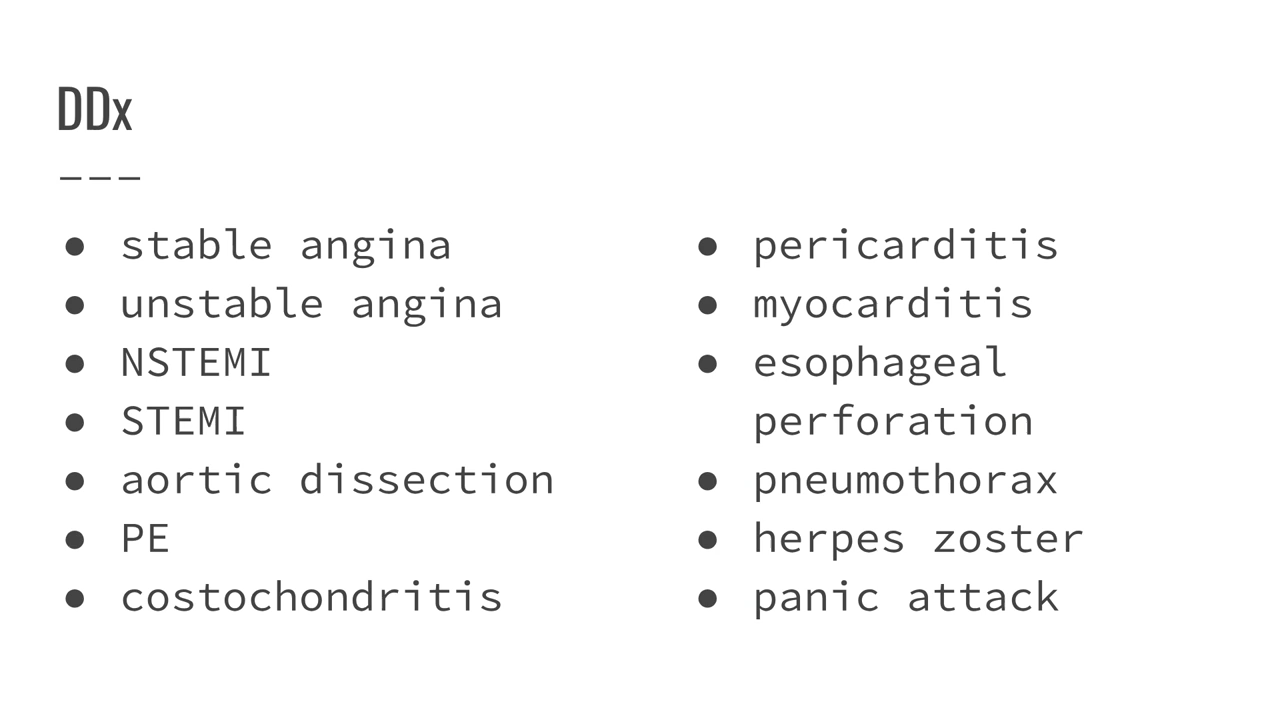 DDx
---
● stable angina
● unstable angina
● NSTEMI
● STEMI
● aortic dissection
● PE
● costochondritis
● pericarditis
● myocarditis
● esophageal
perforation
● pneumothorax
● herpes zoster
● panic attack